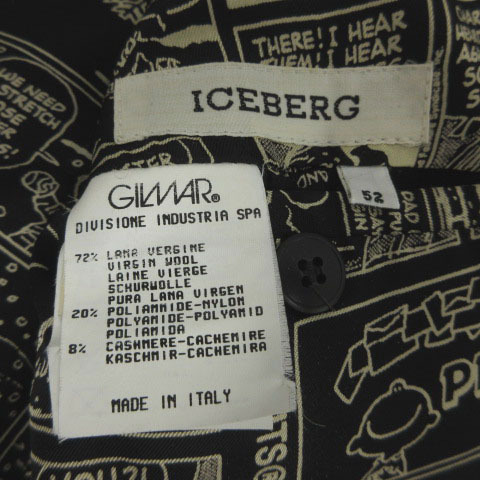 THERE! I HEAR
THEM! I HEAR
WE NEED
STRETCH
ICEBERG
AND
52
DAD
GILMAR®
DIVISIONE INDUSTRIA SPA
72% LANA VERGINE
VIRGIN WOOL
LAINE VIERGE
SCHURWOLLE
PURA LANA VIRGEN
20% POLIAMMIDE-NYLON
POLYAMIDE-POLYAMID
POLIAMIDA
8% CASHMERE-CACHEMIRE
KASCHMIR-CACHEMIRA
MADE IN ITALY